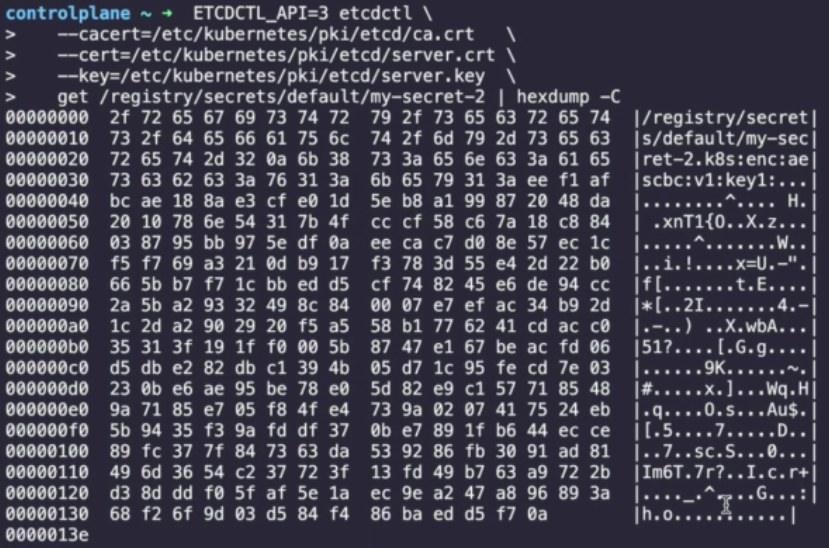 controlplane ~ ➜  ETCDCTL_API=3 etcdctl \
>    --cacert=/etc/kubernetes/pki/etcd/ca.crt   \
>    --cert=/etc/kubernetes/pki/etcd/server.crt \
>    --key=/etc/kubernetes/pki/etcd/server.key  \
>    get /registry/secrets/default/my-secret-2 | hexdump -C
00000000  2f 72 65 67 69 73 74 72  79 2f 73 65 63 72 65 74  |/registry/secret|
00000010  73 2f 64 65 66 61 75 6c  74 2f 6d 79 2d 73 65 63  |s/default/my-sec|
00000020  72 65 74 2d 32 0a 6b 38  73 3a 65 6e 63 3a 61 65  |ret-2.k8s:enc:ae|
00000030  73 63 62 63 3a 76 31 3a  6b 65 79 31 3a ee f1 af  |scbc:v1:key1:...|
00000040  bc ae 18 8a e3 cf e0 1d  5e b8 a1 99 87 20 48 da  |........^.... H.|
00000050  20 10 78 6e 54 31 7b 4f  cc cf 58 c6 7a 18 c8 84  | .xnT1{O..X.z...|
00000060  03 87 95 bb 97 5e df 0a  ee ca c7 d0 8e 57 ec 1c  |.....^.......W..|
00000070  f5 f7 69 a3 21 0d b9 17  f3 78 3d 55 e4 2d 22 b0  |..i.!....x=U.-".|
00000080  66 5b b7 f7 1c bb ed d5  cf 74 82 45 e6 de 94 cc  |f[.......t.E....|
00000090  2a 5b a2 93 32 49 8c 84  00 07 e7 ef ac 34 b9 2d  |*[..2I.......4.-|
000000a0  1c 2d a2 90 29 20 f5 a5  58 b1 77 62 41 cd ac c0  |.-..) ..X.wbA...|
000000b0  35 31 3f 19 1f f0 00 5b  87 47 e1 67 be ac fd 06  |51?....[.G.g....|
000000c0  d5 db e2 82 db c1 39 4b  05 d7 1c 95 fe cd 7e 03  |......9K......~.|
000000d0  23 0b e6 ae 95 be 78 e0  5d 82 e9 c1 57 71 85 48  |#.....x.]...Wq.H|
000000e0  9a 71 85 e7 05 f8 4f e4  73 9a 02 07 41 75 24 eb  |.q....O.s...Au$.|
000000f0  5b 94 35 f3 9a fd df 37  0b e7 89 1f b6 44 ec ce  |[.5....7.....D..|
00000100  89 fc 37 7f 84 73 63 da  53 92 86 fb 30 91 ad 81  |..7..sc.S...0...|
00000110  49 6d 36 54 c2 37 72 3f  13 fd 49 b7 63 a9 72 2b  |Im6T.7r?..I.c.r+|
00000120  d3 8d dd f0 5f af 5e 1a  ec 9e a2 47 a8 96 89 3a  |...._.^....G...:|
00000130  68 f2 6f 9d 03 d5 84 f4  86 ba ed d5 f7 0a        |h.o...........|
0000013e